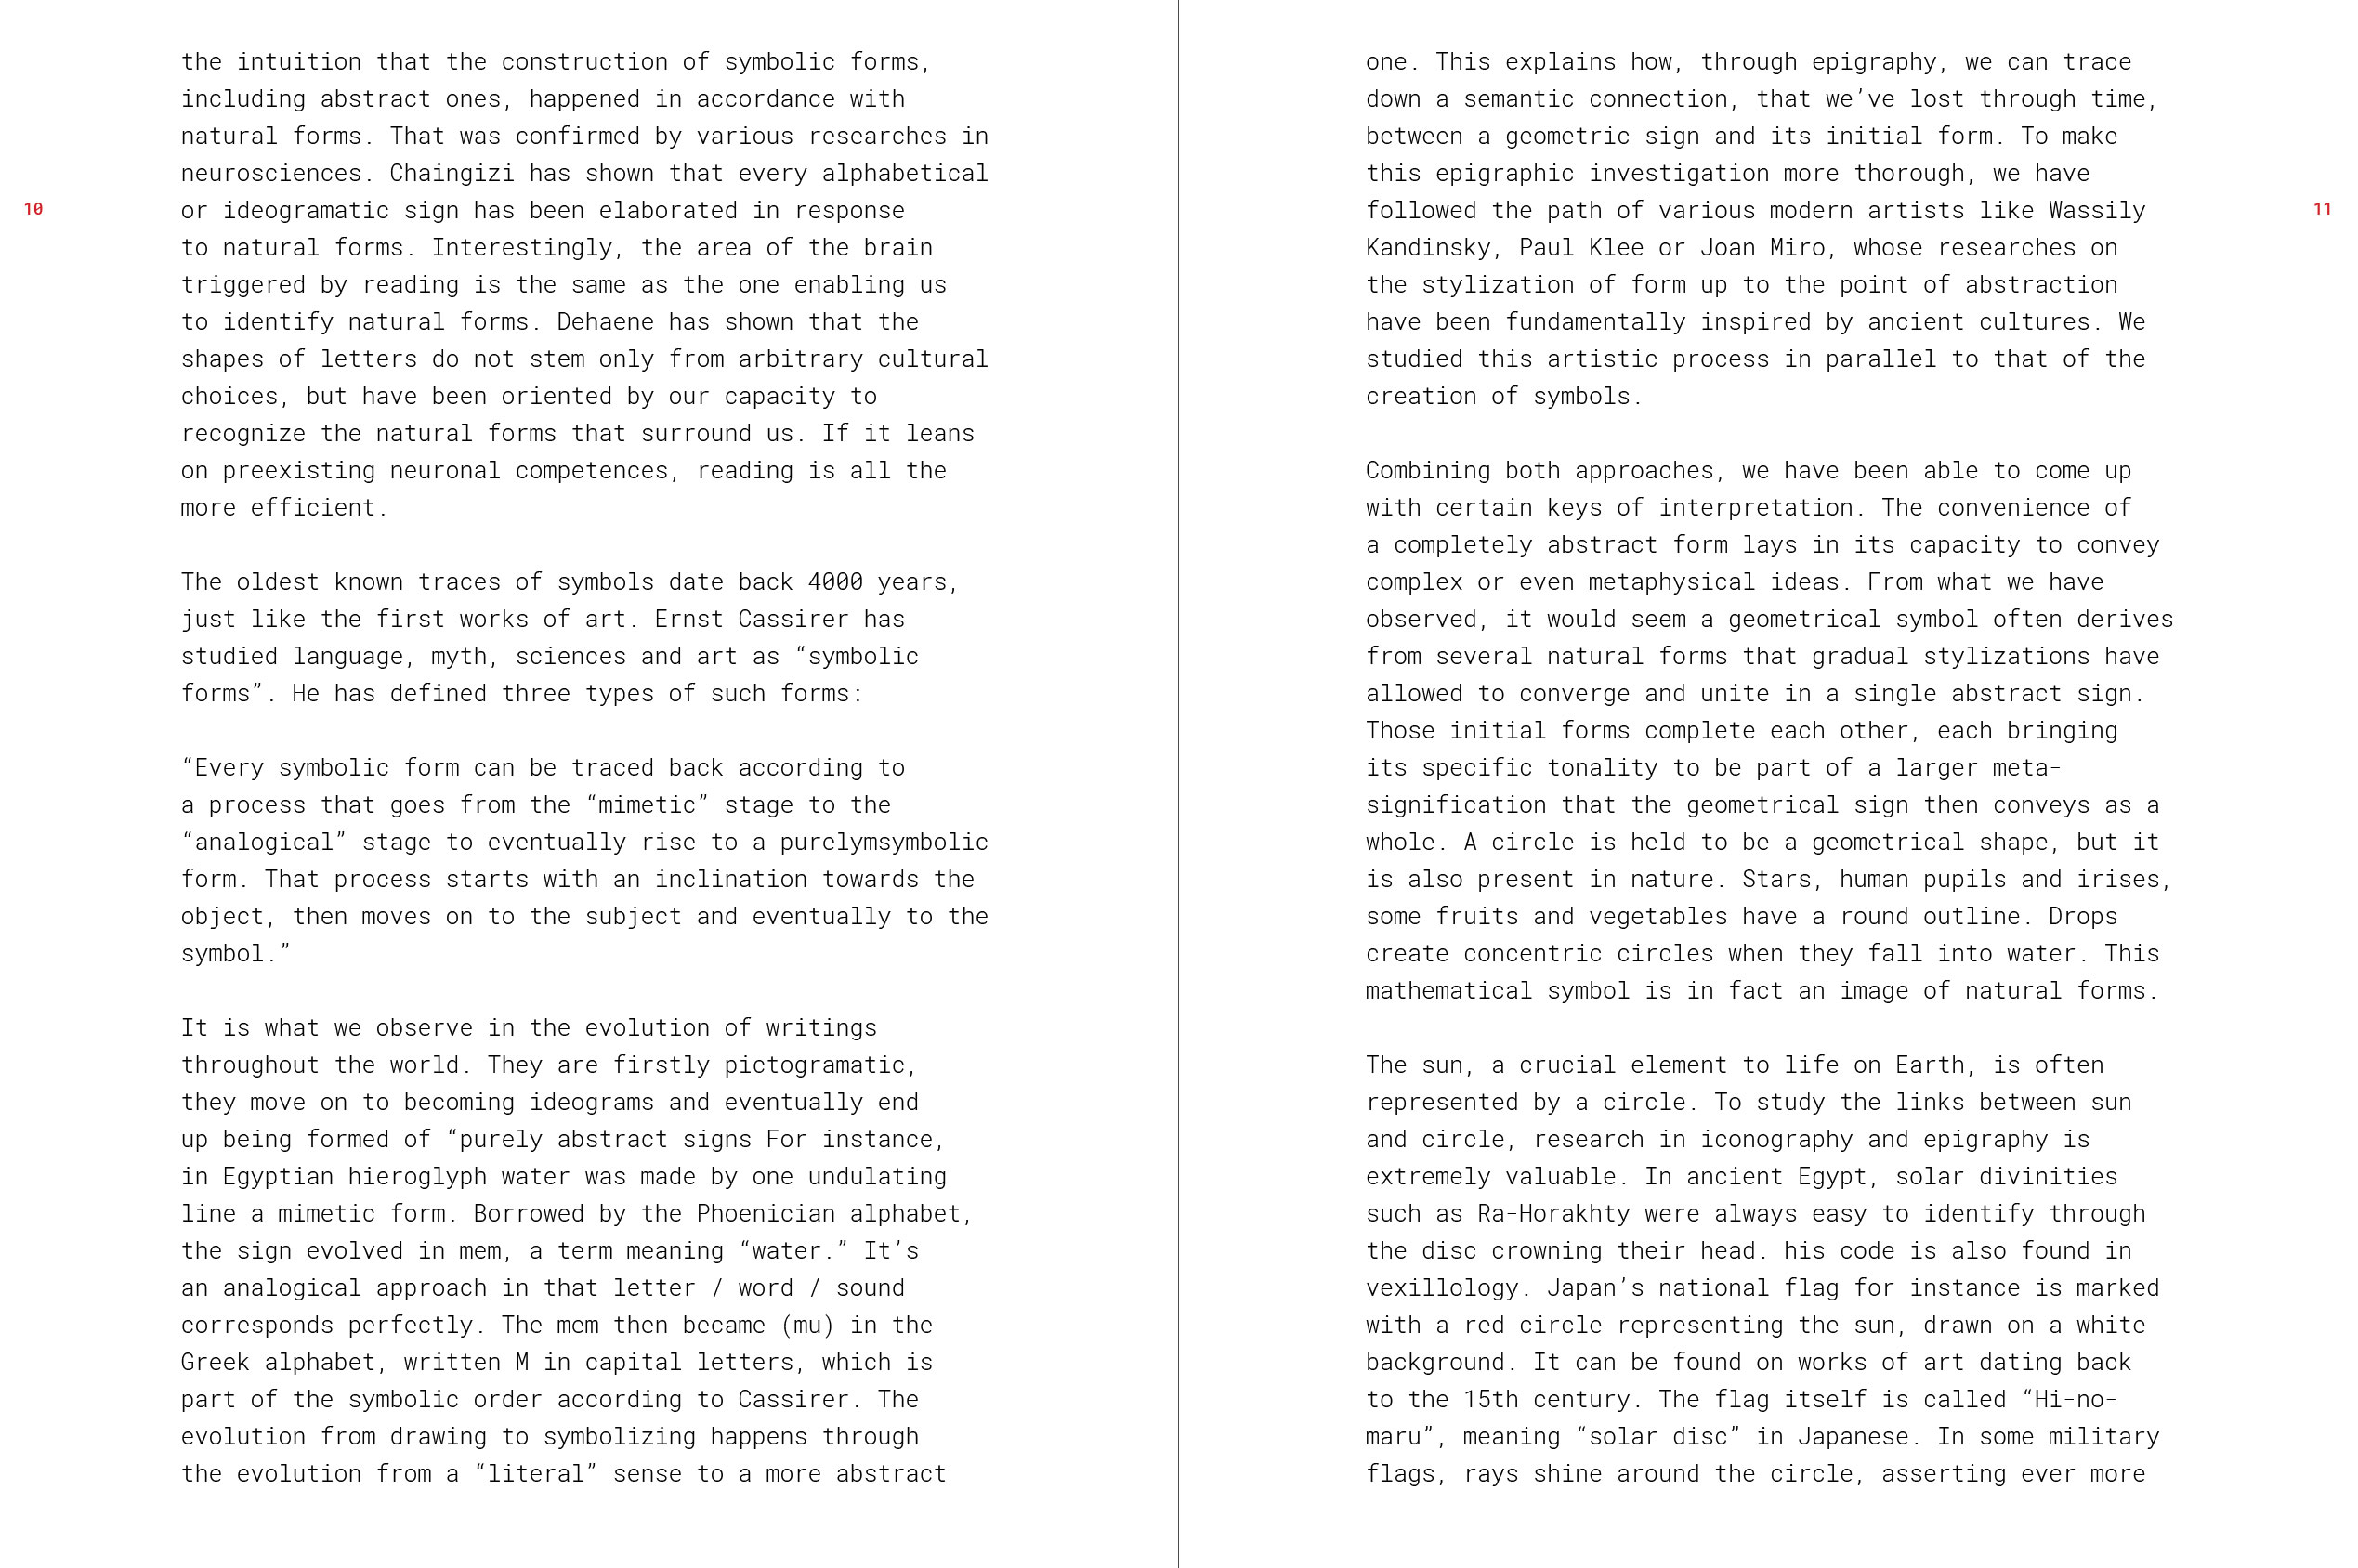 the intuition that the construction of symbolic forms,
including abstract ones, happened in accordance with
natural forms. That was confirmed by various researches in
neurosciences. Chaingizi has shown that every alphabetical
or ideogramatic sign has been elaborated in response
to natural forms. Interestingly, the area of the brain
triggered by reading is the same as the one enabling us
to identify natural forms. Dehaene has shown that the
shapes of letters do not stem only from arbitrary cultural
choices, but have been oriented by our capacity to
recognize the natural forms that surround us. If it leans
on preexisting neuronal competences, reading is all the
more efficient.
The oldest known traces of symbols date back 4000 years,
just like the first works of art. Ernst Cassirer has
studied language, myth, sciences and art as “symbolic
forms”. He has defined three types of such forms:
“Every symbolic form can be traced back according to
a process that goes from the “mimetic” stage to the
“analogical” stage to eventually rise to a purelymsymbolic
form. That process starts with an inclination towards the
object, then moves on to the subject and eventually to the
symbol.”
It is what we observe in the evolution of writings
throughout the world. They are firstly pictogramatic,
they move on to becoming ideograms and eventually end
up being formed of “purely abstract signs For instance,
in Egyptian hieroglyph water was made by one undulating
line a mimetic form. Borrowed by the Phoenician alphabet,
the sign evolved in mem, a term meaning “water.” It’s
an analogical approach in that letter / word / sound
corresponds perfectly. The mem then became (mu) in the
Greek alphabet, written M in capital letters, which is
part of the symbolic order according to Cassirer. The
evolution from drawing to symbolizing happens through
the evolution from a “literal” sense to a more abstract
10
one. This explains how, through epigraphy, we can trace
down a semantic connection, that we’ve lost through time,
between a geometric sign and its initial form. To make
this epigraphic investigation more thorough, we have
followed the path of various modern artists like Wassily
Kandinsky, Paul Klee or Joan Miro, whose researches on
the stylization of form up to the point of abstraction
have been fundamentally inspired by ancient cultures. We
studied this artistic process in parallel to that of the
creation of symbols.
Combining both approaches, we have been able to come up
with certain keys of interpretation. The convenience of
a completely abstract form lays in its capacity to convey
complex or even metaphysical ideas. From what we have
observed, it would seem a geometrical symbol often derives
from several natural forms that gradual stylizations have
allowed to converge and unite in a single abstract sign.
Those initial forms complete each other, each bringing
its specific tonality to be part of a larger meta-
signification that the geometrical sign then conveys as a
whole. A circle is held to be a geometrical shape, but it
is also present in nature. Stars, human pupils and irises,
some fruits and vegetables have a round outline. Drops
create concentric circles when they fall into water. This
mathematical symbol is in fact an image of natural forms.
The sun, a crucial element to life on Earth, is often
represented by a circle. To study the links between sun
and circle, research in iconography and epigraphy is
extremely valuable. In ancient Egypt, solar divinities
such as Ra-Horakhty were always easy to identify through
the disc crowning their head. his code is also found in
vexillology. Japan’s national flag for instance is marked
with a red circle representing the sun, drawn on a white
background. It can be found on works of art dating back
to the 15th century. The flag itself is called “Hi-no-
maru”, meaning “solar disc” in Japanese. In some military
flags, rays shine around the circle, asserting ever more
11